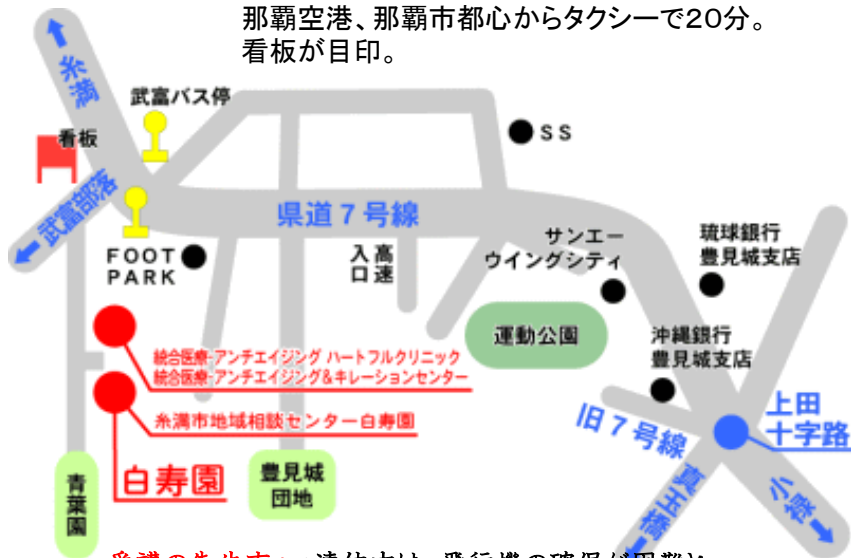 那覇空港、那覇市都心からタクシーで20分。
看板が目印。
糸満
武富バス停
看板
SS
武富部落
県道7号線
FOOT
PARK
高速
入口
サンエー
ウイングシティ
琉球銀行
豊見城支店
運動公園
沖縄銀行
豊見城支店
統合医療・アンチエイジング ハートフルクリニック
統合医療・アンチエイジング&キレーションセンター
糸満市地域相談センター白寿園
上田
十字路
旧7号線
白寿園
豊見城
団地
青葉園
真玉橋
小禄